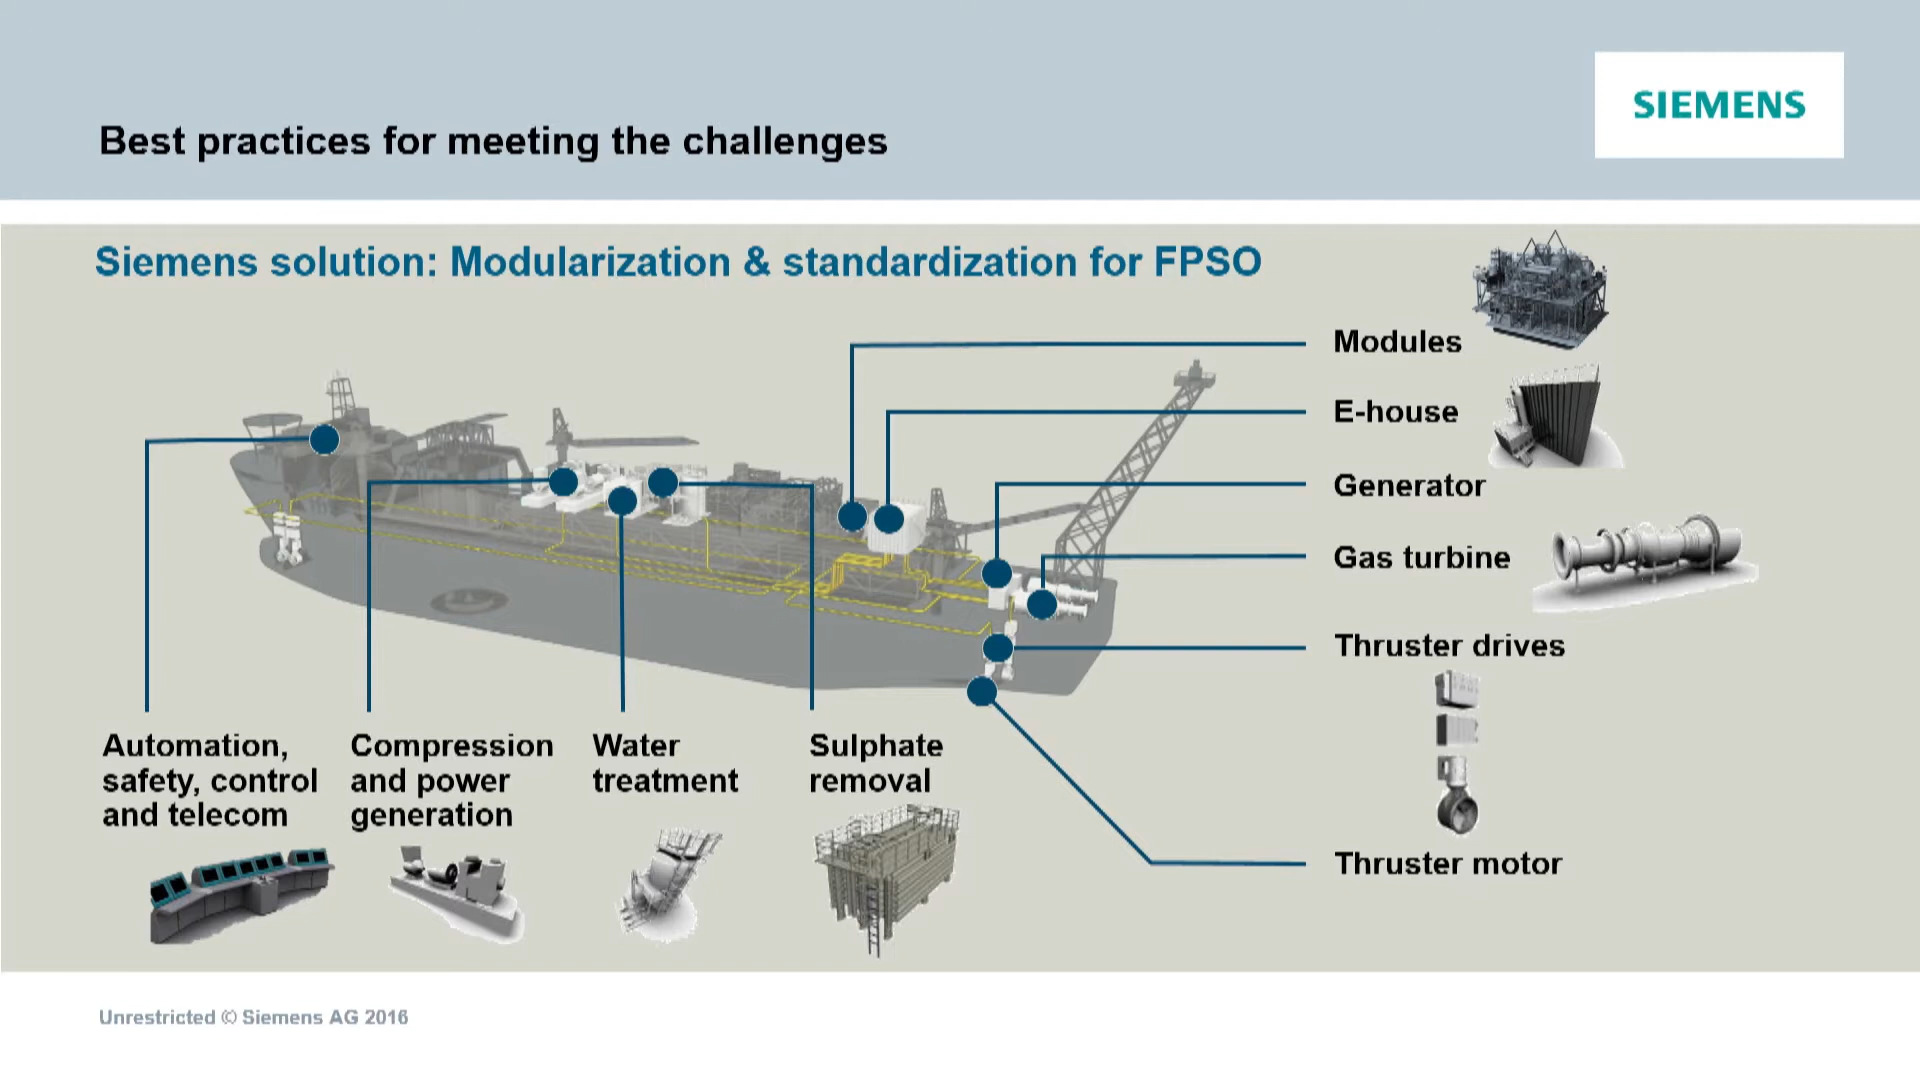 SIEMENS
Best practices for meeting the challenges
Siemens solution: Modularization & standardization for FPSO
Modules
E-house
Generator
Gas turbine
Thruster drives
Thruster motor
Automation,
safety, control
and telecom
Compression
and power
generation
Water
treatment
Sulphate
removal
Unrestricted © Siemens AG 2016